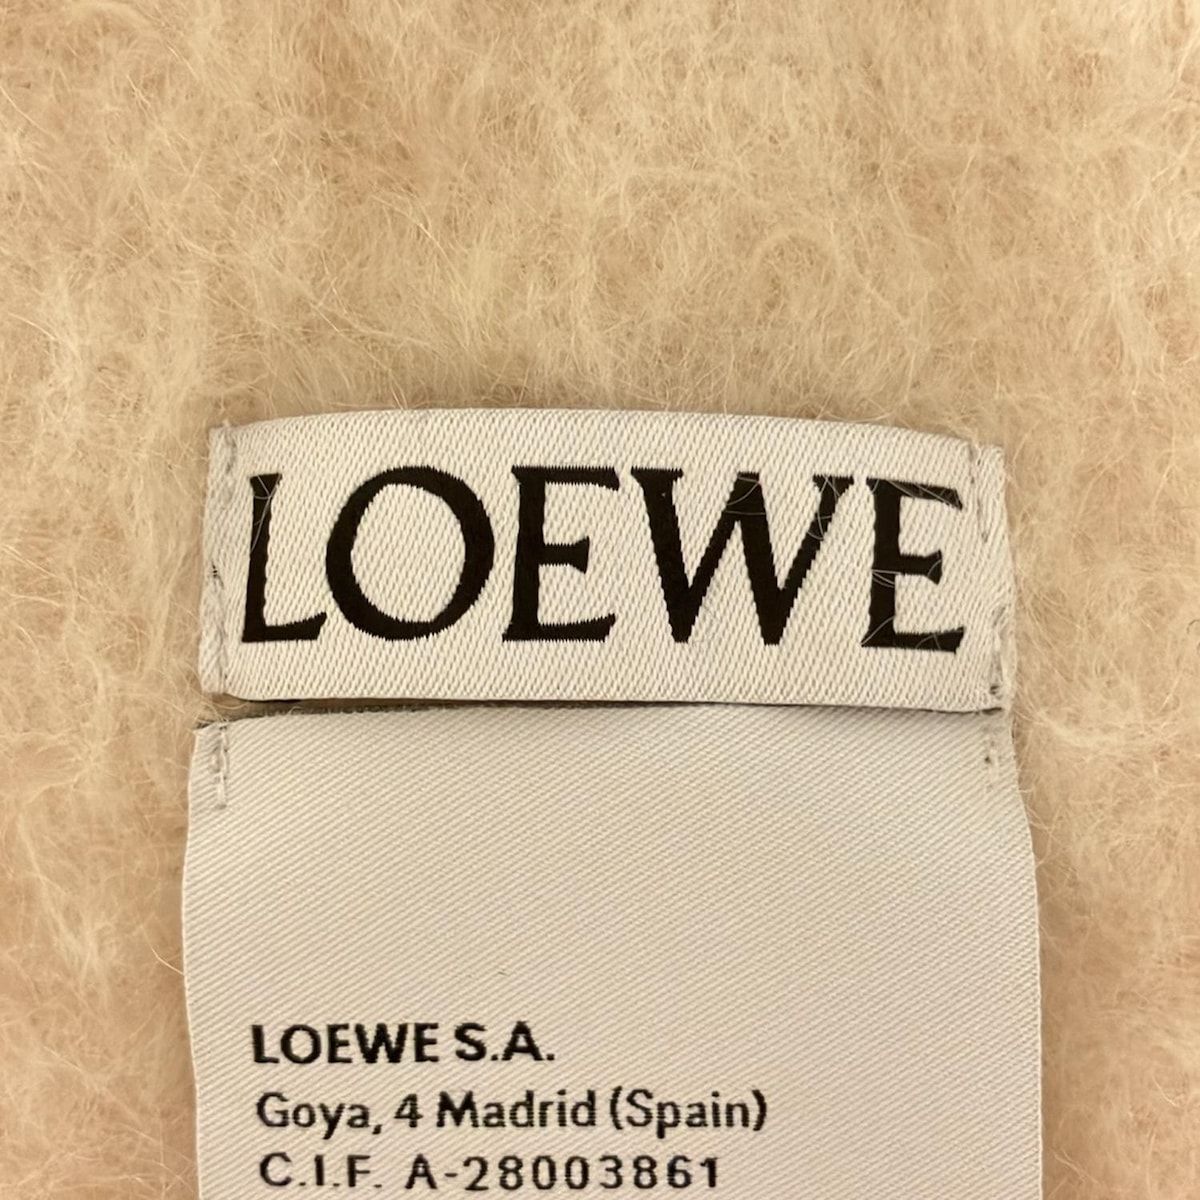 LOEWE
LOEWE S.A.
Goya, 4 Madrid (Spain)
C.I.F. A-28003861